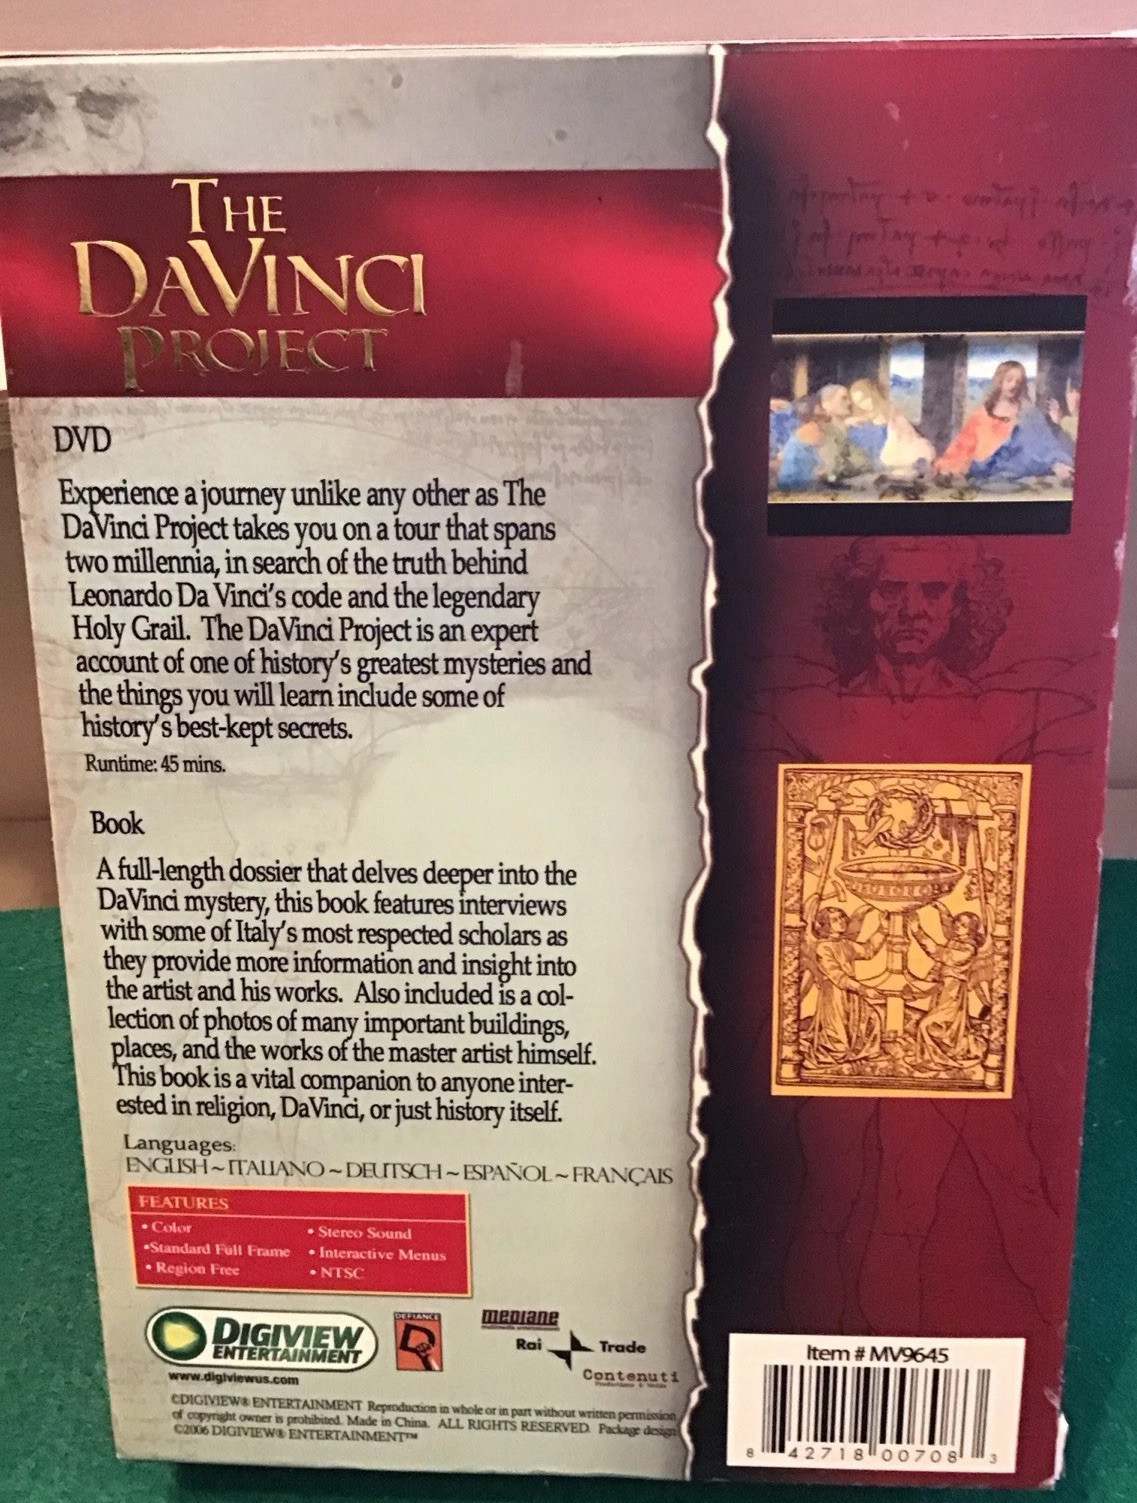 THE
DAVINCI
PROJECT
DVD
Experience a journey unlike any other as The
DaVinci Project takes you on a tour that spans
two millennia, in search of the truth behind
Leonardo Da Vinci's code and the legendary
Holy Grail. The DaVinci Project is an expert
account of one of history's greatest mysteries and
the things you will learn include some of
history's best-kept secrets.
Runtime: 45 mins.
Book
A full-length dossier that delves deeper into the
DaVinci mystery, this book features interviews
with some of Italy's most respected scholars as
they provide more information and insight into
the artist and his works. Also included is a col-
lection of photos of many important buildings,
places, and the works of the master artist himself.
This book is a vital companion to anyone inter-
ested in religion, DaVinci, or just history itself.
Languages:
ENGLISH ~ ITALIANO ~ DEUTSCH ~ ESPAÑOL ~ FRANÇAIS
FEATURES
• Color
•Standard Full Frame
• Region Free
• Stereo Sound
• Interactive Menus
• NTSC
DIGIVIEW
ENTERTAINMENT
www.digiviewus.com
DEFIANCE
mediane
Rai Trade
Contenuti
©DIGIVIEW® ENTERTAINMENT Reproduction in whole or in part without written permission
of copyright owner is prohibited. Made in China. ALL RIGHTS RESERVED. Package design
©2006 DIGIVIEW® ENTERTAINMENT™
Item # MV9645
8 42718 00708 3